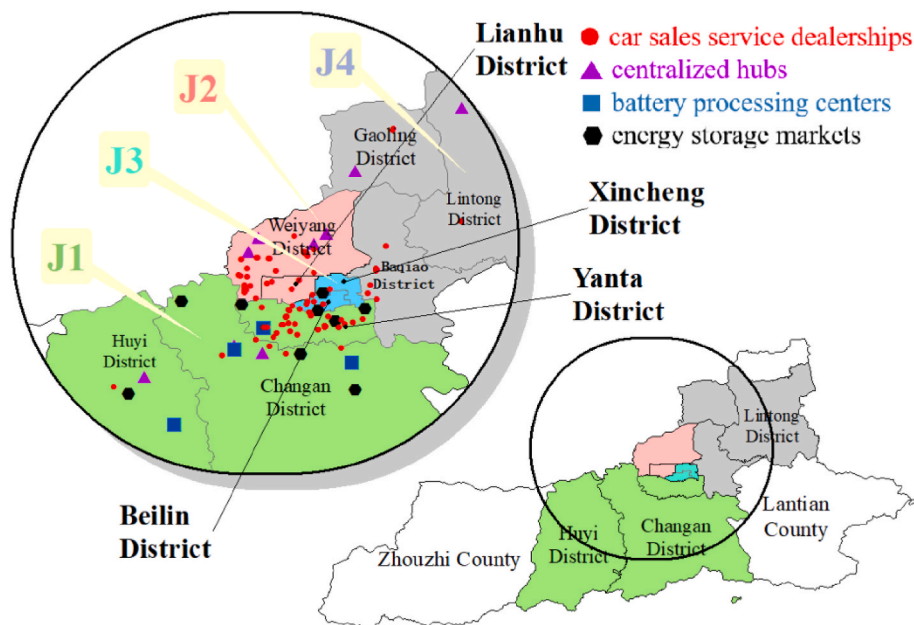 Lianhu
District
car sales service dealerships
centralized hubs
battery processing centers
energy storage markets
J4
J2
J3
J1
Gaoling
District
Lintong
District
Xincheng
District
Weiyang
District
Baqiao
District
Yanta
District
Huyi
District
Changan
District
Beilin
District
Lintong
District
Lantian
County
Huyi
District
Changan
District
Zhouzhi County